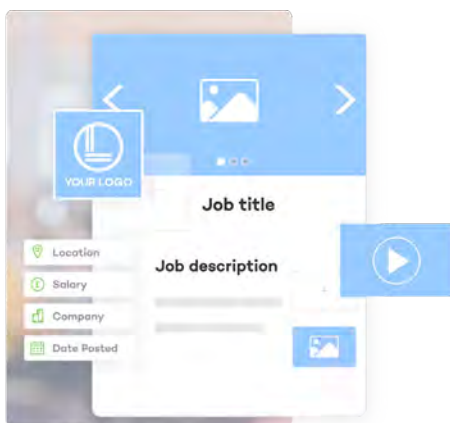 YOUR LOGO
Job title
Job description
Location
Salary
Company
Date Posted